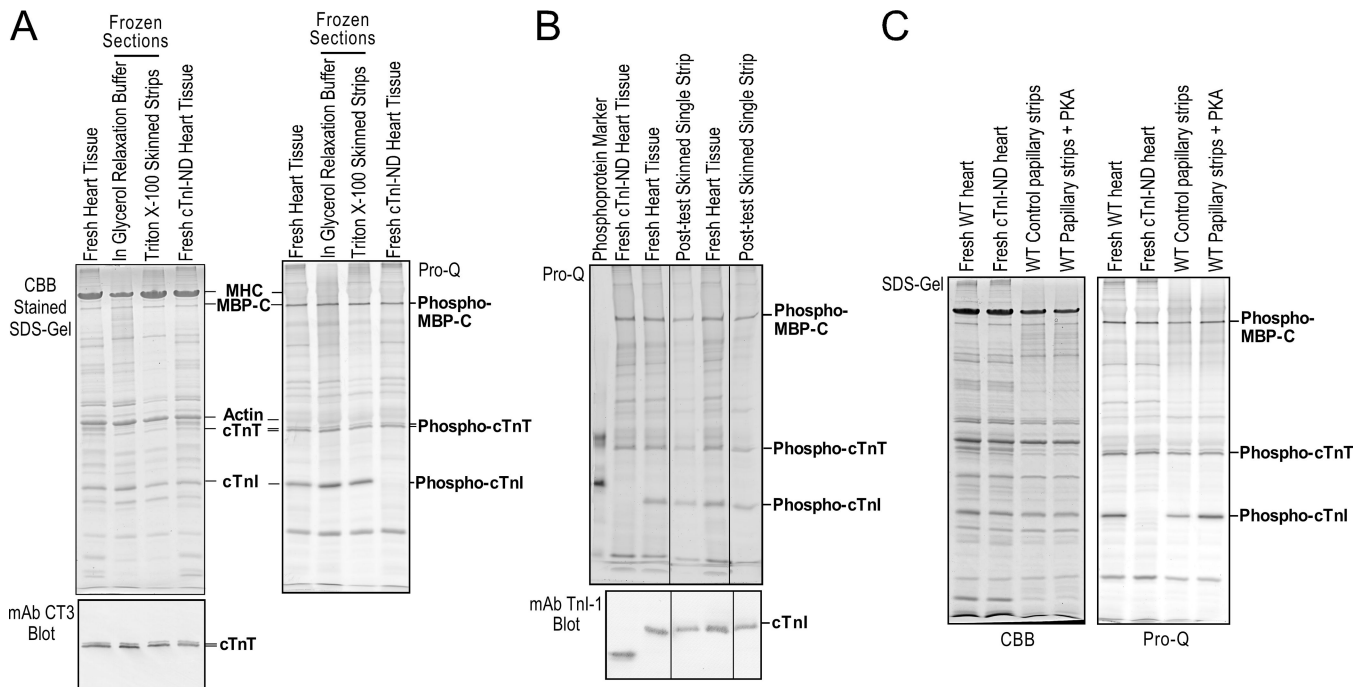 A
Frozen
Sections
Fresh Heart Tissue
In Glycerol Relaxation Buffer
Triton X-100 Skinned Strips
Fresh cTnI-ND Heart Tissue
CBB
Stained
SDS-Gel
MHC
MBP-C
Actin
cTnT
cTnI
mAb CT3
Blot
cTnT
Frozen
Sections
Fresh Heart Tissue
In Glycerol Relaxation Buffer
Triton X-100 Skinned Strips
Fresh cTnI-ND Heart Tissue
Pro-Q
Phospho-
MBP-C
Phospho-cTnT
Phospho-cTnI
B
Phosphoprotein Marker
Fresh cTnI-ND Heart Tissue
Fresh Heart Tissue
Post-test Skinned Single Strip
Fresh Heart Tissue
Post-test Skinned Single Strip
Pro-Q
Phospho-
MBP-C
Phospho-cTnT
Phospho-cTnI
mAb TnI-1
Blot
cTnI
C
Fresh WT heart
Fresh cTnI-ND heart
WT Control papillary strips
WT Papillary strips + PKA
Fresh WT heart
Fresh cTnI-ND heart
WT Control papillary strips
WT Papillary strips + PKA
SDS-Gel
Phospho-
MBP-C
Phospho-cTnT
Phospho-cTnI
CBB
Pro-Q